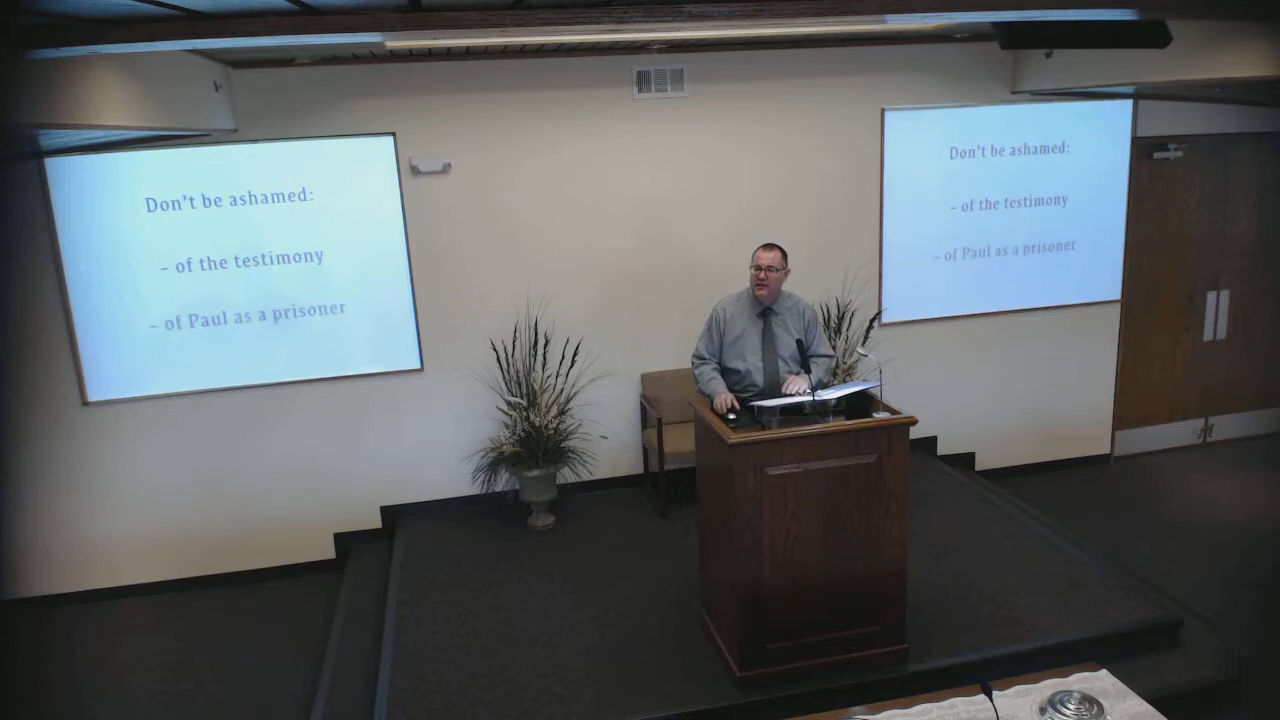 Don't be ashamed:
– of the testimony
– of Paul as a prisoner
Don't be ashamed:
– of the testimony
– of Paul as a prisoner